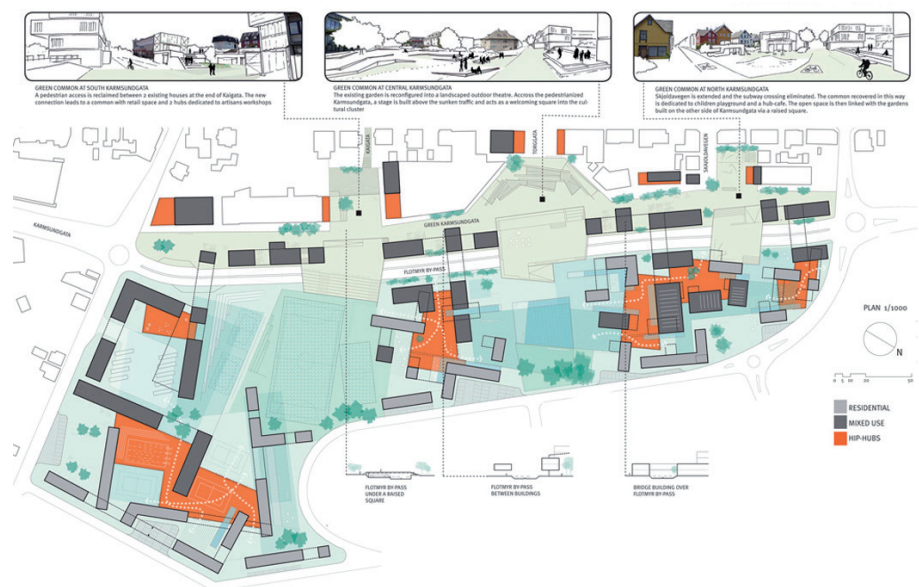 GREEN COMMON AT SOUTH KARMSUNDGATA
A pedestrian access is reclaimed between 2 existing houses at the end of Kaigata. The new
connection leads to a common with retail space and 2 hubs dedicated to artisans workshops
GREEN COMMON AT CENTRAL KARMSUNDGATA
The existing garden is reconfigured into a landscaped outdoor theatre. Accross the pedestrianized
Karmsundgata, a stage is built above the sunken traffic and acts as a welcoming square into the cul-
tural cluster
GREEN COMMON AT NORTH KARMSUNDGATA
Skjoldavegen is extended and the subway crossing eliminated. The common recovered in this way
is dedicated to children playground and a hub-cafe. The open space is then linked with the gardens
built on the other side of Karmsundgata via a raised square.
KAIGATA
TORGGATA
SKJOLDAVEGEN
KARMSUNDGATA
GREEN KARMSUNDGATA
FLOTMYR BY-PASS
PLAN 1/1000
N
0 5 10 20 50
RESIDENTIAL
MIXED USE
HIP-HUBS
FLOTMYR BY PASS
UNDER A RAISED
SQUARE
FLOTMYR BY-PASS
BETWEEN BUILDINGS
BRIDGE BUILDING OVER
FLOTMYR BY-PASS